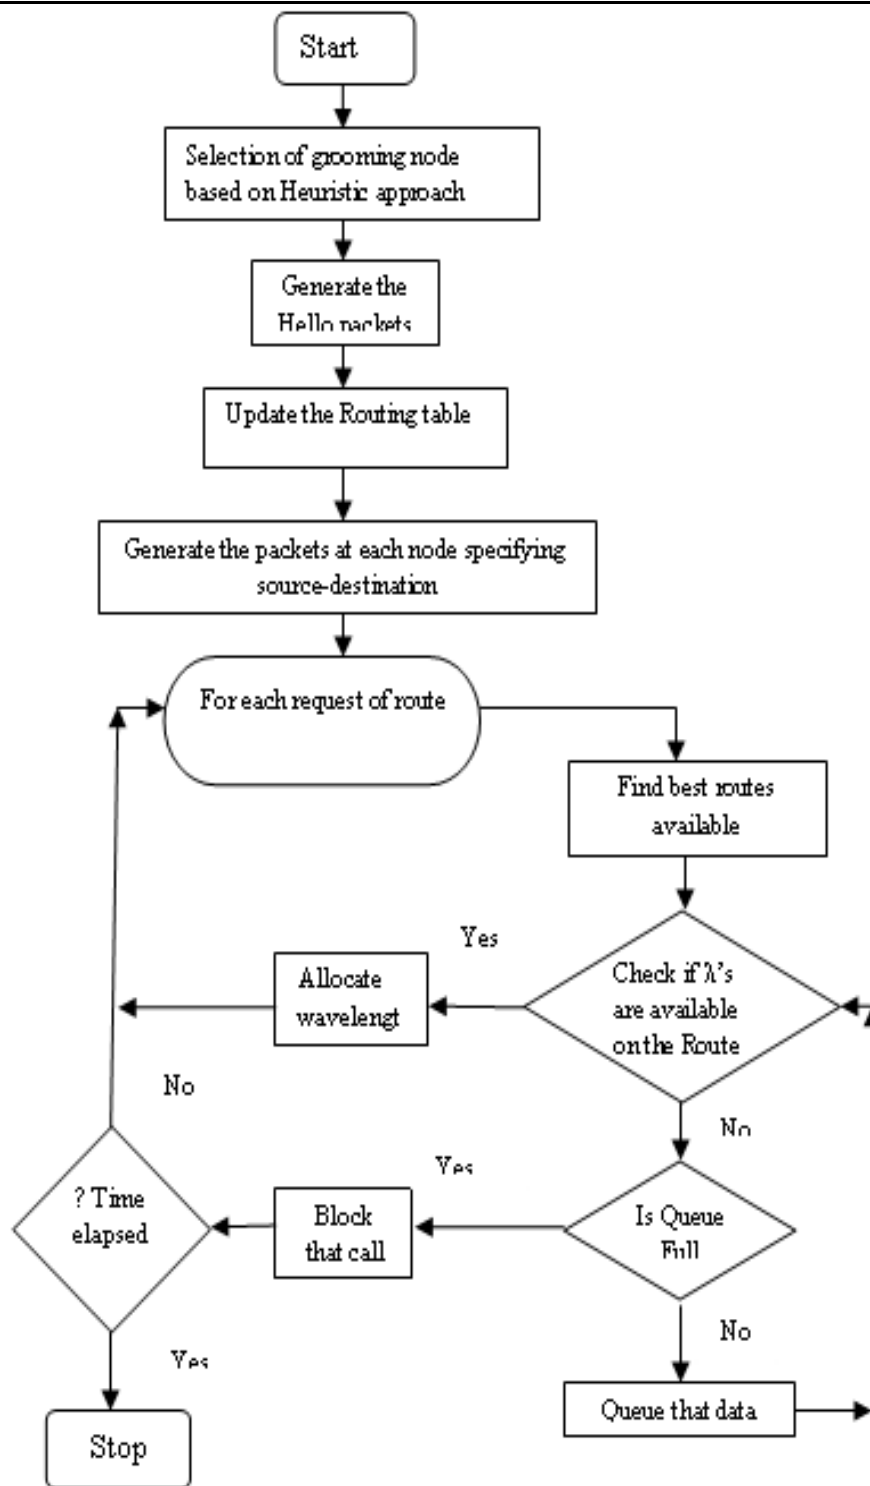 Start
Selection of grooming node
based on Heuristic approach
Generate the
Hello packets
Update the Routing table
Generate the packets at each node specifying
source-destination
For each request of route
Find best routes
available
Yes
Allocate
wavelengt
Check if λ's
are available
on the Route
No
No
Yes
? Time
elapsed
Block
that call
Is Queue
Full
No
Yes
Queue that data
Stop